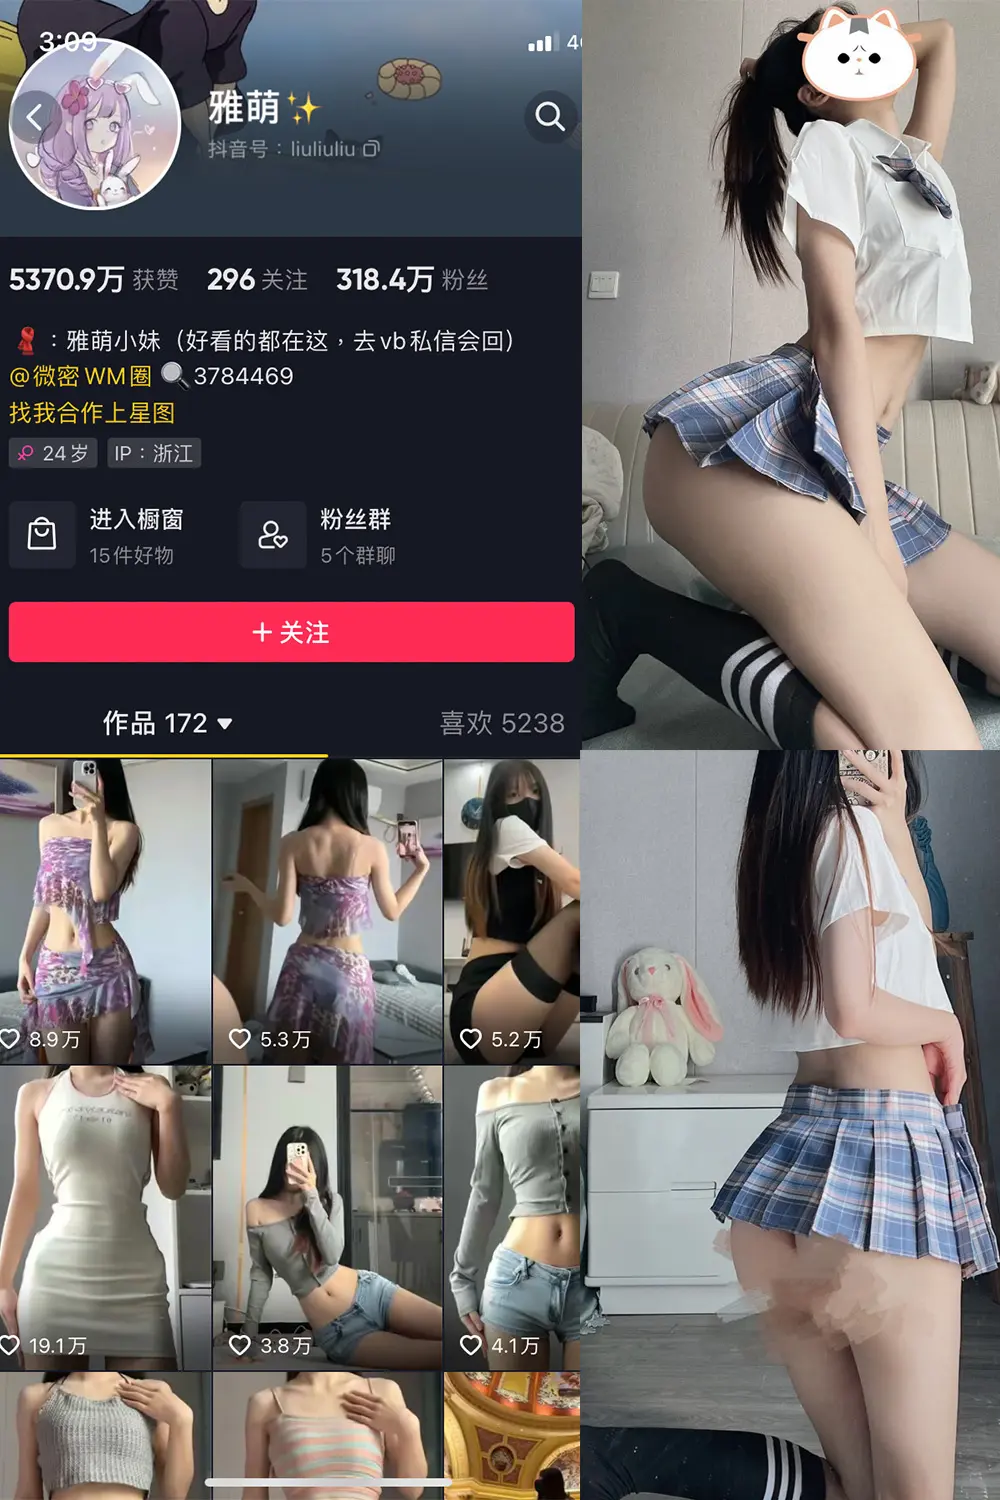 3:09
4
雅萌✨
抖音号：liuliuliu
5370.9万 获赞 296 关注 318.4万 粉丝
：雅萌小妹（好看的都在这，去vb私信会回）
@微密WM圈 🔍3784469
找我合作上星图
24岁 IP：浙江
进入橱窗
15件好物
粉丝群
5个群聊
+ 关注
作品 172 喜欢 5238
8.9万 5.3万 5.2万
19.1万 3.8万 4.1万